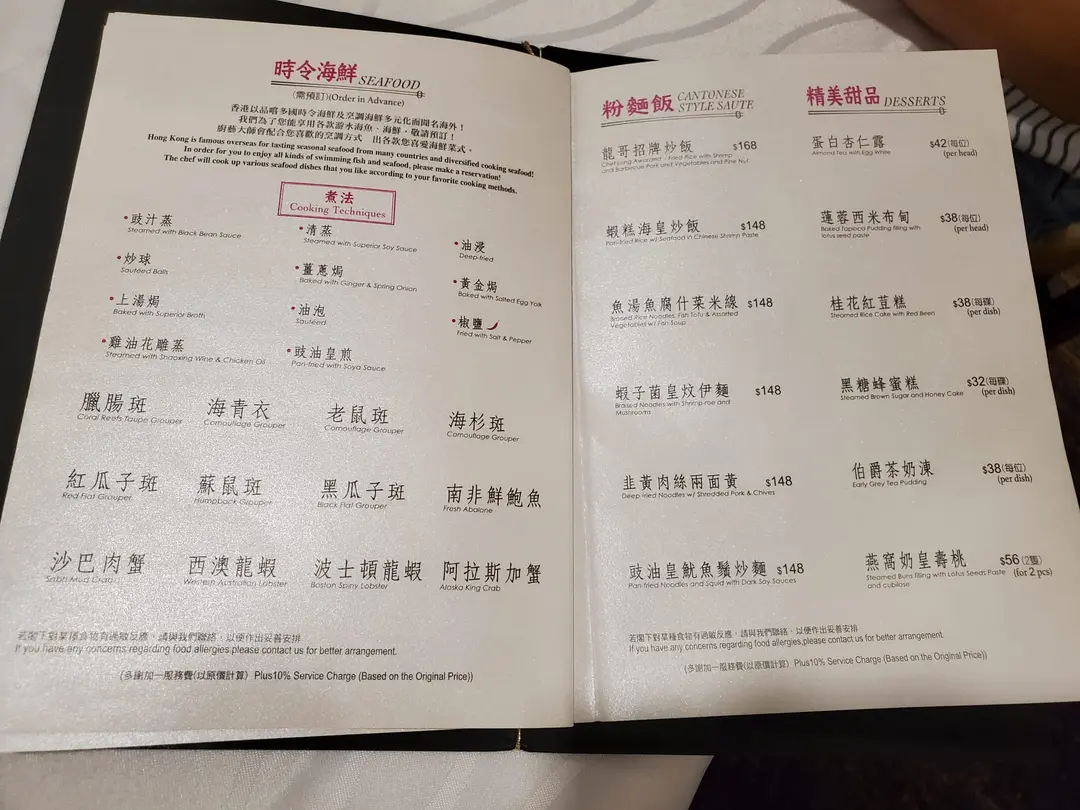 時令海鮮 SEAFOOD
(需預訂)(Order in Advance)
香港以品嚐多國時令海鮮及烹調海鮮多元化而聞名海外！
我們為了您能享用各款游水海魚、海鮮，敬請預訂！
廚藝大師會配合您喜歡的烹調方式 出各款您喜愛海鮮菜式。
Hong Kong is famous overseas for tasting seasonal seafood from many countries and diversified cooking seafood!
In order for you to enjoy all kinds of swimming fish and seafood, please make a reservation!
The chef will cook up various seafood dishes that you like according to your favorite cooking methods.
煮法
Cooking Techniques
•豉汁蒸
Steamed with Black Bean Sauce
•清蒸
Steamed with Superior Soy Sauce
•油浸
Deep-fried
•炒球
Sautéed Balls
•薑蔥焗
Baked with Ginger & Spring Onion
•黃金焗
Baked with Salted Egg Yolk
•上湯焗
Baked with Superior Broth
•油泡
Sauteed
•椒鹽
Fried with Salt & Pepper
•雞油花雕蒸
Steamed with Shaoxing Wine & Chicken Oil
•豉油皇煎
Pan-fried with Soya Sauce
臘腸斑
Coral Reefs Taupe Grouper
海青衣
Camouflage Grouper
老鼠斑
Camouflage Grouper
海杉斑
Camouflage Grouper
紅瓜子斑
Red Flat Grouper
蘇鼠斑
Humpback Grouper
黑瓜子斑
Black Flat Grouper
南非鮮鮑魚
Fresh Abalone
沙巴肉蟹
Sabh Mud Crab
西澳龍蝦
Western Australian Lobster
波士頓龍蝦
Boston Spiny Lobster
阿拉斯加蟹
Alaska King Crab
若閣下對某種食物有過敏反應，請與我們聯絡，以便作出妥善安排
If you have any concerns regarding food allergies,please contact us for better arrangement.
(多謝加一服務費(以原價計算) Plus10% Service Charge (Based on the Original Price))
粉麵飯 CANTONESE
STYLE SAUTE
龍哥招牌炒飯 $168
Chef Lung Awarded - Fried Rice with Shrimp
and Barbecue Pork and Vegetables and Pine Nut
蝦糕海皇炒飯 $148
Pan-fried Rice w/ Seafood in Chinese Shrimp Paste
魚湯魚腐什菜米線 $148
Braised Rice Noodles, Fish Tofu & Assorted
Vegetables w/ Fish Soup
蝦子菌皇炆伊麵 $148
Braised Noodles with Shrimp roe and
Mushrooms
韭黃肉絲兩面黃 $148
Deep fried Noodles w/ Shredded Pork & Chives
豉油皇魷魚鬚炒麵 $148
Pan fried Noodles and Squid with Dark Soy Sauces
精美甜品 DESSERTS
蛋白杏仁露 $42(每位)
Almond Tea with Egg White (per head)
蓮蓉西米布甸 $38(每位)
Baked Tapioca Pudding filling with (per head)
lotus seed paste
桂花紅荳糕 $38(每碟)
Steamed Rice Cake with Red Been (per dish)
黑糖蜂蜜糕 $32(每碟)
Steamed Brown Sugar and Honey Cake (per dish)
伯爵茶奶凍 $38(每位)
Early Grey Tea Pudding (per dish)
燕窩奶皇壽桃 $56(2隻)
Steamed Buns filling with Lotus Seeds Paste (for 2 pcs)
and cubilose
若閣下對某種食物有過敏反應，請與我們聯絡，以便作出妥善安排
If you have any concerns regarding food allergies,please contact us for better arrangement.
(多謝加一服務費(以原價計算) Plus10% Service Charge (Based on the Original Price))